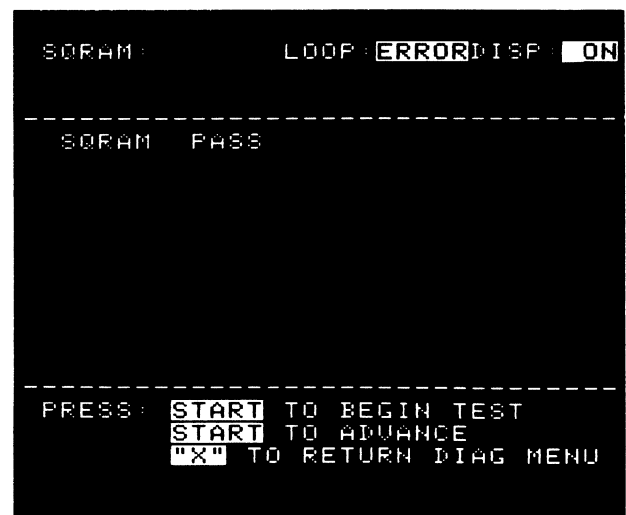 SQRAM: LOOP:ERRORDISP: ON
SQRAM PASS
PRESS: START TO BEGIN TEST
START TO ADVANCE
"X" TO RETURN DIAG MENU